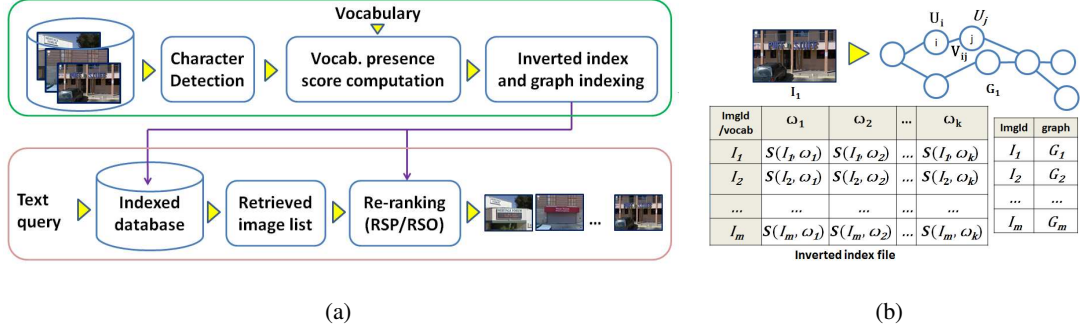 Vocabulary
Character
Detection
Vocab. presence
score computation
Inverted index
and graph indexing
Text
query
Indexed
database
Retrieved
image list
Re-ranking
(RSP/RSO)
...
(a)
U_i
U_j
i
j
V_ij
I_1
G_1
ImgId
/vocab ω_1 ω_2 ... ω_k
I_1 S(I_1, ω_1) S(I_1, ω_2) ... S(I_1, ω_k)
I_2 S(I_2, ω_1) S(I_2, ω_2) ... S(I_2, ω_k)
... ... ... ... ...
I_m S(I_m, ω_1) S(I_m, ω_2) ... S(I_m, ω_k)
Inverted index file
ImgId graph
I_1 G_1
I_2 G_2
... ...
I_m G_m
(b)